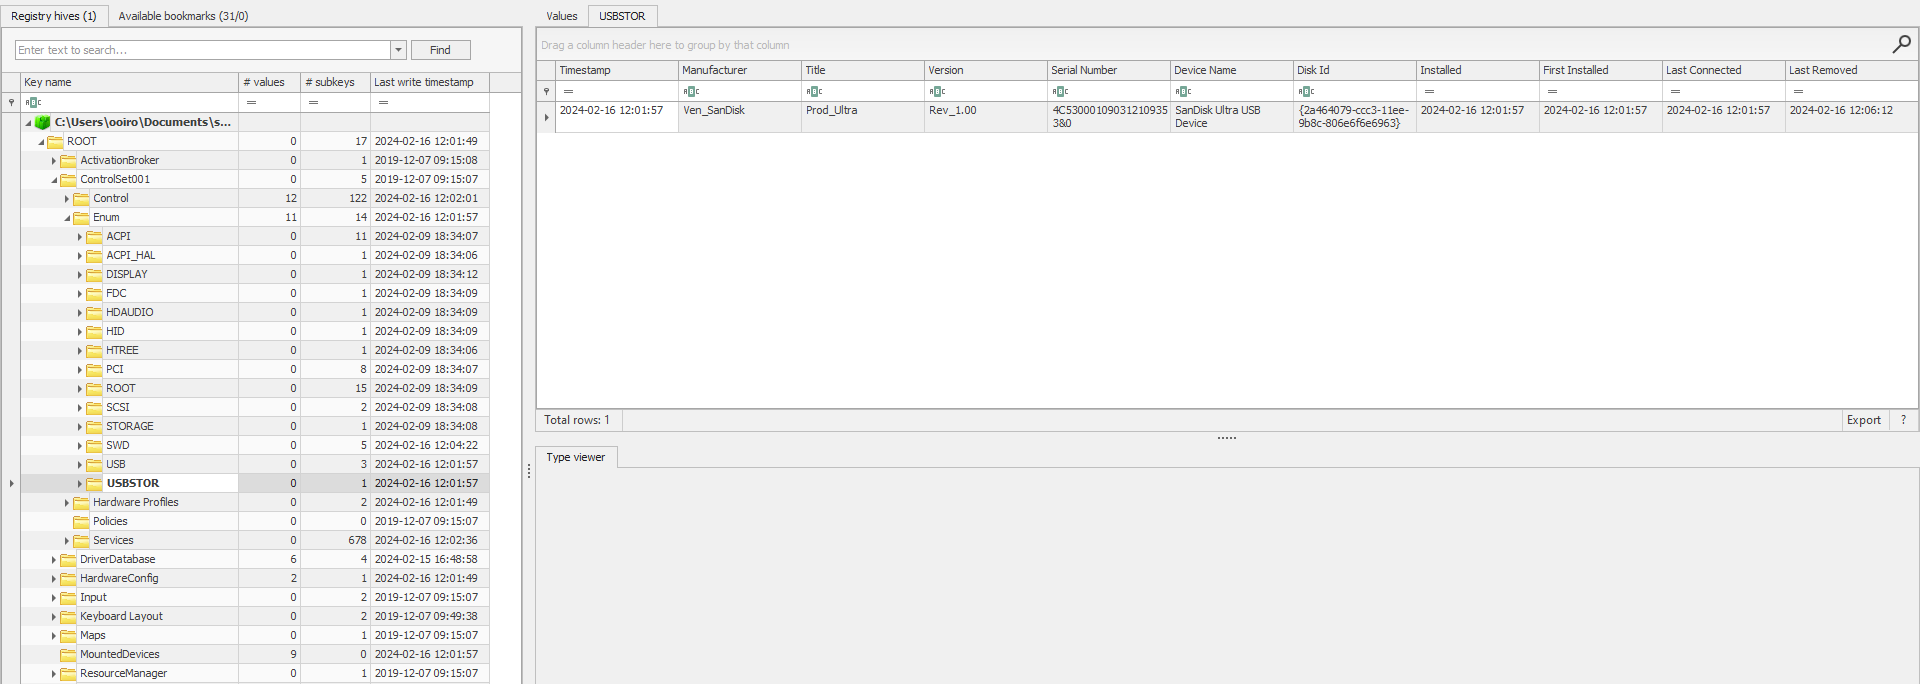 Registry hives (1) Available bookmarks (31/0)
Enter text to search... Find
Key name # values # subkeys Last write timestamp
= = =
C:\Users\ooiro\Documents\s...
ROOT 0 17 2024-02-16 12:01:49
ActivationBroker 0 1 2019-12-07 09:15:08
ControlSet001 0 5 2019-12-07 09:15:07
Control 12 122 2024-02-16 12:02:01
Enum 11 14 2024-02-16 12:01:57
ACPI 0 11 2024-02-09 18:34:07
ACPI_HAL 0 1 2024-02-09 18:34:06
DISPLAY 0 1 2024-02-09 18:34:12
FDC 0 1 2024-02-09 18:34:09
HDAUDIO 0 1 2024-02-09 18:34:09
HID 0 1 2024-02-09 18:34:09
HTREE 0 1 2024-02-09 18:34:06
PCI 0 8 2024-02-09 18:34:07
ROOT 0 15 2024-02-09 18:34:09
SCSI 0 2 2024-02-09 18:34:08
STORAGE 0 1 2024-02-09 18:34:08
SWD 0 5 2024-02-16 12:04:22
USB 0 3 2024-02-16 12:01:57
USBSTOR 0 1 2024-02-16 12:01:57
Hardware Profiles 0 2 2024-02-16 12:01:49
Policies 0 0 2019-12-07 09:15:07
Services 0 678 2024-02-16 12:02:36
DriverDatabase 6 4 2024-02-15 16:48:58
HardwareConfig 2 1 2024-02-16 12:01:49
Input 0 2 2019-12-07 09:15:07
Keyboard Layout 0 2 2019-12-07 09:49:38
Maps 0 1 2019-12-07 09:15:07
MountedDevices 9 0 2024-02-16 12:01:57
ResourceManager 0 1 2019-12-07 09:15:07
Values USBSTOR
Drag a column header here to group by that column
Timestamp Manufacturer Title Version Serial Number Device Name Disk Id Installed First Installed Last Connected Last Removed
= = = = =
2024-02-16 12:01:57 Ven_SanDisk Prod_Ultra Rev_1.00 4C53000109031210935 SanDisk Ultra USB {2a464079-ccc3-11ee- 2024-02-16 12:01:57 2024-02-16 12:01:57 2024-02-16 12:01:57 2024-02-16 12:06:12
3&0 Device 9b8c-806e6f6e6963}
Total rows: 1 Export ?
Type viewer